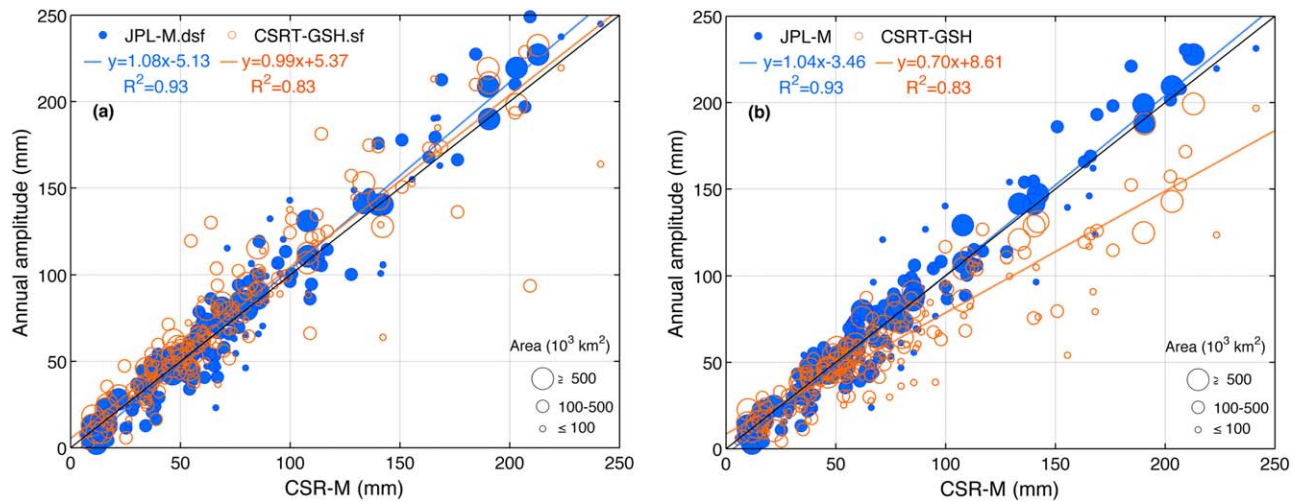 JPL-M.dsf CSRT-GSH.sf
y=1.08x-5.13 y=0.99x+5.37
R²=0.93 R²=0.83
(a)
Annual amplitude (mm)
250
200
150
100
50
0
Area (10³ km²)
≥ 500
100-500
≤ 100
0 50 100 150 200 250
CSR-M (mm)
JPL-M CSRT-GSH
y=1.04x-3.46 y=0.70x+8.61
R²=0.93 R²=0.83
(b)
Annual amplitude (mm)
250
200
150
100
50
0
Area (10³ km²)
≥ 500
100-500
≤ 100
0 50 100 150 200 250
CSR-M (mm)